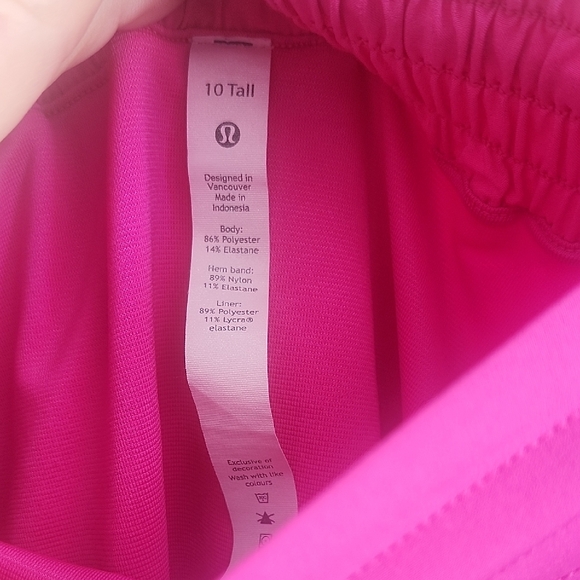 10 Tall
Designed in
Vancouver
Made in
Indonesia
Body:
86% Polyester
14% Elastane
Hem band:
89% Nylon
11% Elastane
Liner:
89% Polyester
11% Lycra®
elastane
Exclusive of
decoration
Wash with like
colours